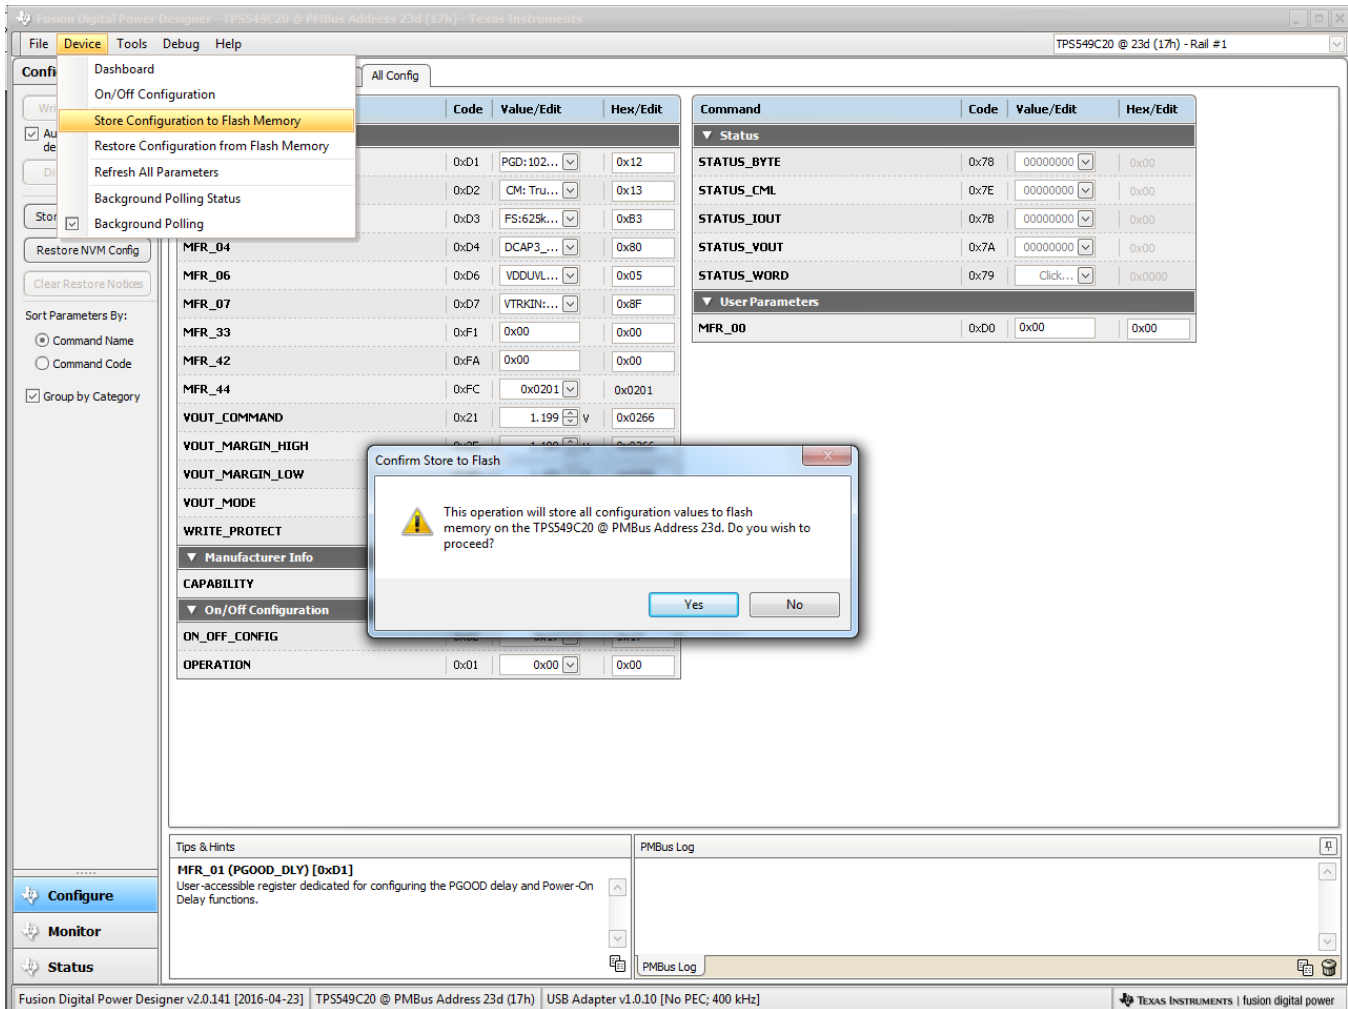 Fusion Digital Power Designer - TPS549C20 @ PMBus Address 23d (17h) - Texas Instruments
File Device Tools Debug Help
TPS549C20 @ 23d (17h) - Rail #1
Dashboard
On/Off Configuration
Store Configuration to Flash Memory
Restore Configuration from Flash Memory
Refresh All Parameters
Background Polling Status
Background Polling
Confi
Wri
Au
de
Di
Stor
Restore NVM Config
Clear Restore Notices
Sort Parameters By:
Command Name
Command Code
Group by Category
Configure
Monitor
Status
All Config
Code Value/Edit Hex/Edit
0xD1 PGD:102... 0x12
0xD2 CM: Tru... 0x13
0xD3 FS:625k... 0xB3
MFR_04 0xD4 DCAP3_... 0x80
MFR_06 0xD6 VDDUVL... 0x05
MFR_07 0xD7 VTRKIN:... 0x8F
MFR_33 0xF1 0x00 0x00
MFR_42 0xFA 0x00 0x00
MFR_44 0xFC 0x0201 0x0201
VOUT_COMMAND 0x21 1.199 V 0x0266
VOUT_MARGIN_HIGH
VOUT_MARGIN_LOW
VOUT_MODE
WRITE_PROTECT
Manufacturer Info
CAPABILITY
On/Off Configuration
ON_OFF_CONFIG
OPERATION 0x01 0x00 0x00
Command Code Value/Edit Hex/Edit
Status
STATUS_BYTE 0x78 00000000 0x00
STATUS_CML 0x7E 00000000 0x00
STATUS_IOUT 0x7B 00000000 0x00
STATUS_VOUT 0x7A 00000000 0x00
STATUS_WORD 0x79 Click... 0x0000
User Parameters
MFR_00 0xD0 0x00 0x00
Confirm Store to Flash
This operation will store all configuration values to flash
memory on the TPS549C20 @ PMBus Address 23d. Do you wish to
proceed?
Yes No
Tips & Hints
MFR_01 (PGOOD_DLY) [0xD1]
User-accessible register dedicated for configuring the PGOOD delay and Power-On
Delay functions.
PMBus Log
PMBus Log
Fusion Digital Power Designer v2.0.141 [2016-04-23] TPS549C20 @ PMBus Address 23d (17h) USB Adapter v1.0.10 [No PEC; 400 kHz]
TEXAS INSTRUMENTS | fusion digital power